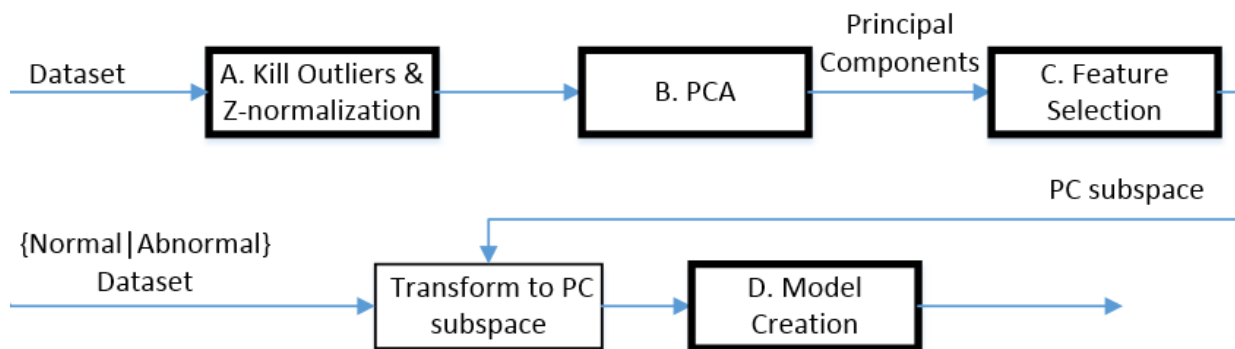 Dataset
A. Kill Outliers &
Z-normalization
B. PCA
Principal
Components
C. Feature
Selection
PC subspace
{Normal|Abnormal}
Dataset
Transform to PC
subspace
D. Model
Creation